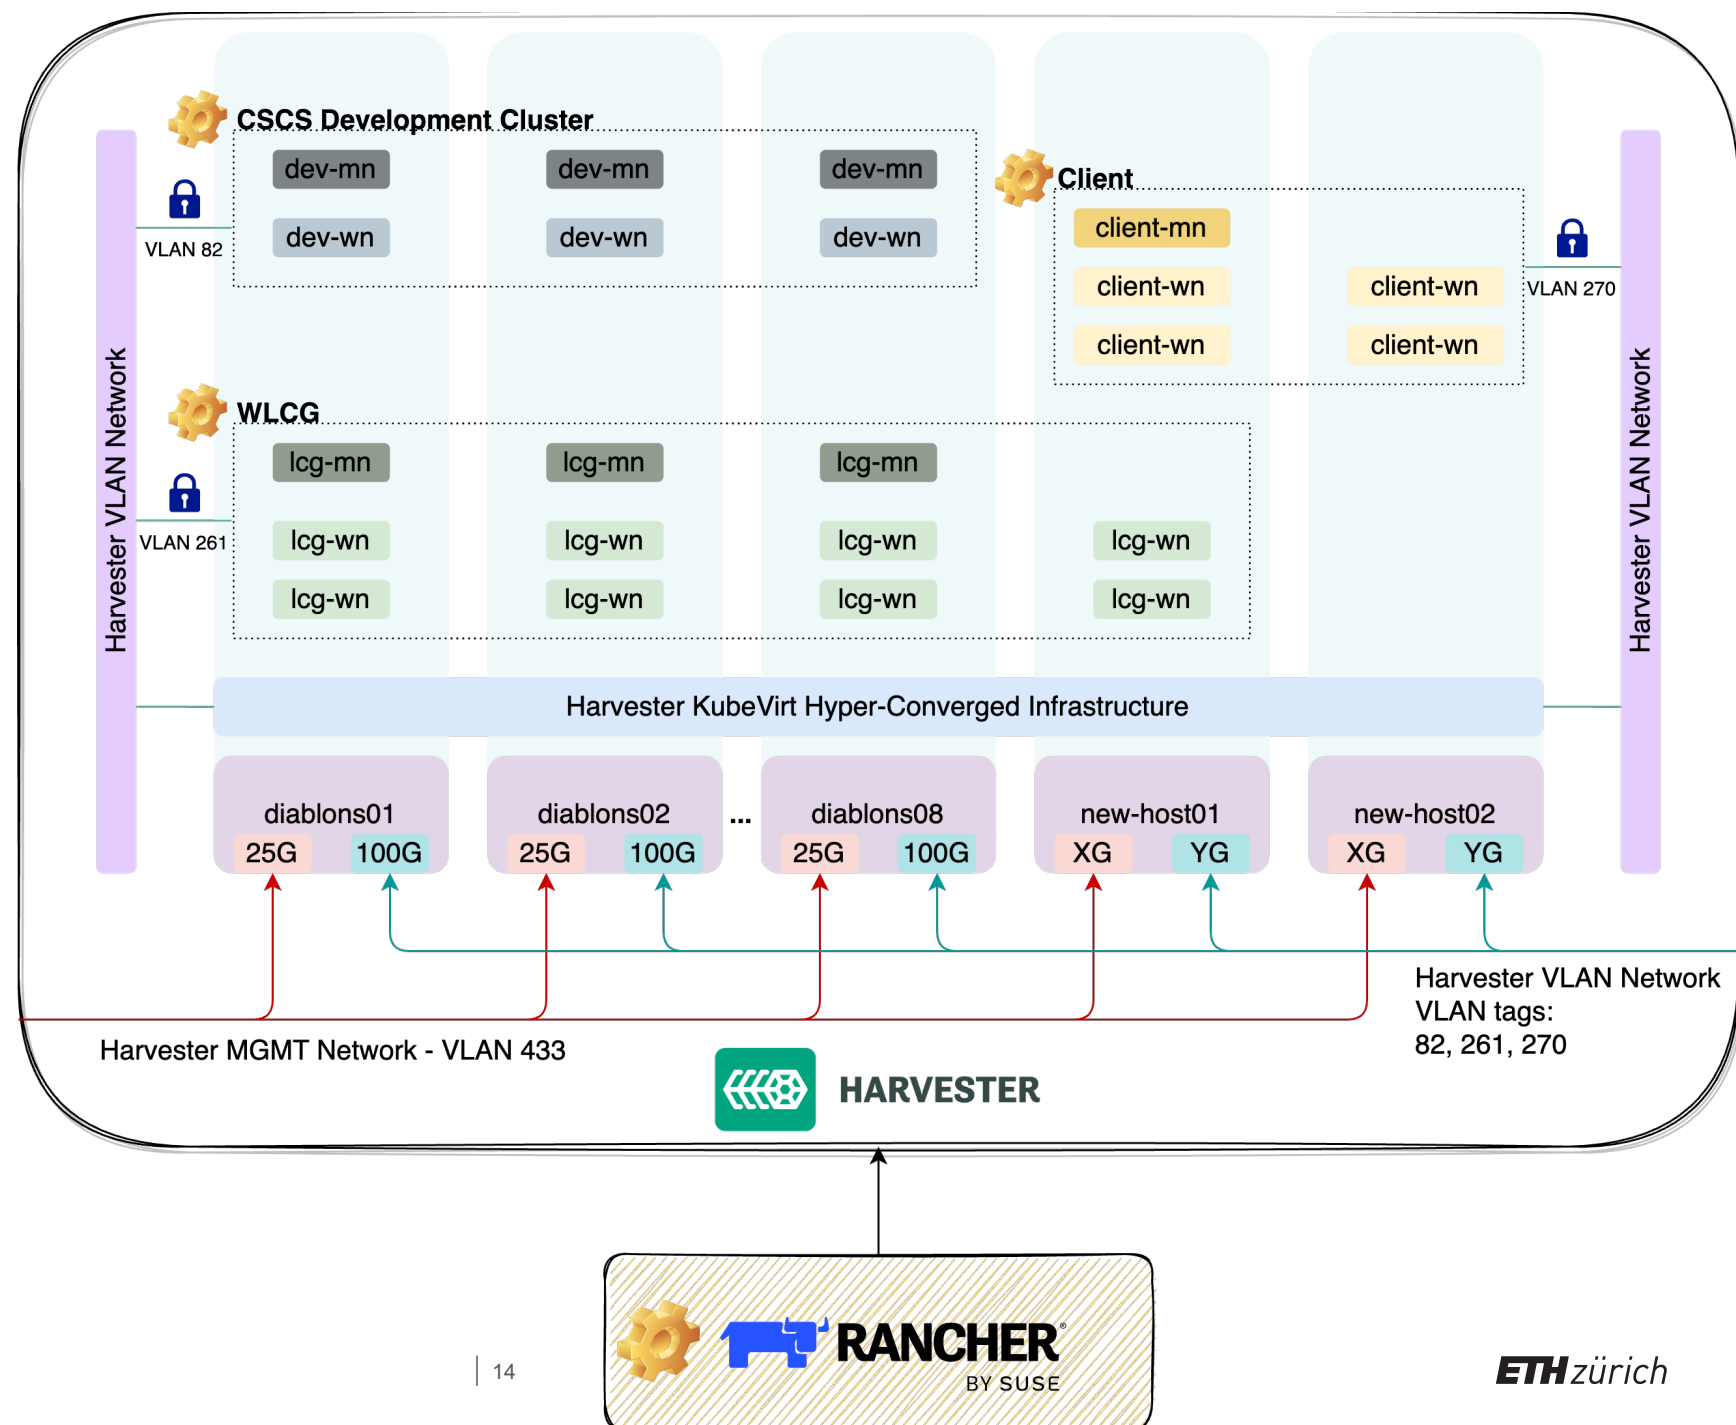 CSCS Development Cluster
dev-mn dev-mn dev-mn
dev-wn dev-wn dev-wn
VLAN 82
Client
client-mn
client-wn client-wn
client-wn client-wn
VLAN 270
Harvester VLAN Network
Harvester VLAN Network
WLCG
lcg-mn lcg-mn lcg-mn
lcg-wn lcg-wn lcg-wn lcg-wn
lcg-wn lcg-wn lcg-wn lcg-wn
VLAN 261
Harvester KubeVirt Hyper-Converged Infrastructure
diablons01 diablons02 ... diablons08 new-host01 new-host02
25G 100G 25G 100G 25G 100G XG YG XG YG
Harvester VLAN Network
VLAN tags:
82, 261, 270
Harvester MGMT Network - VLAN 433
HARVESTER
RANCHER®
BY SUSE
14
ETH zürich